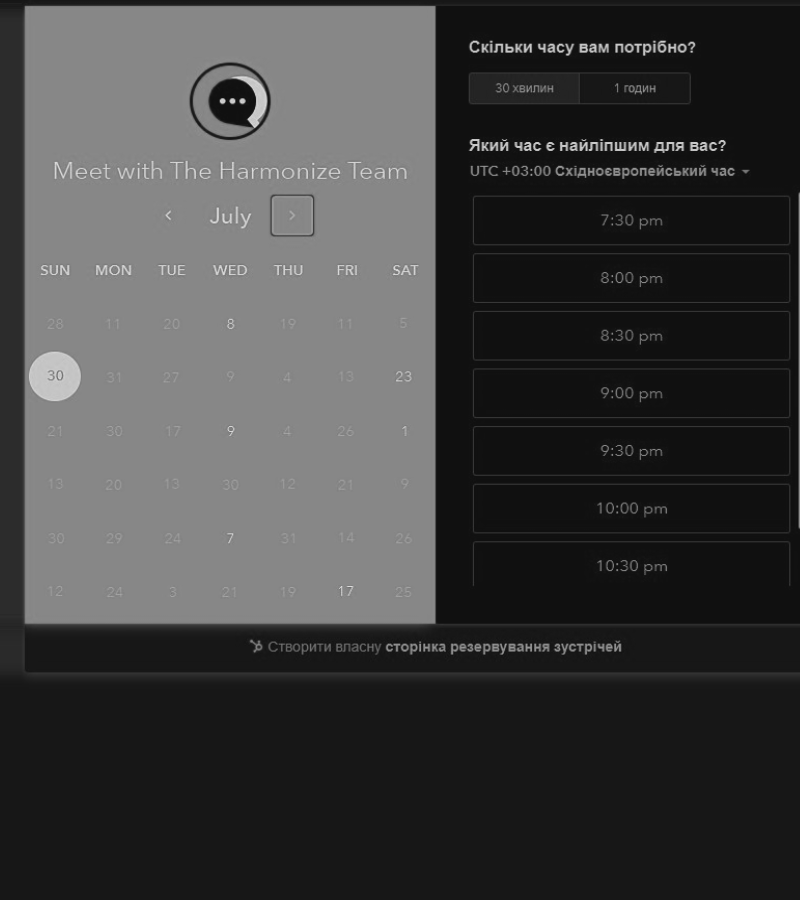 Meet with The Harmonize Team
July
SUN MON TUE WED THU FRI SAT
28 11 20 8 19 11 5
30 31 27 9 4 13 23
21 30 17 9 4 26 1
13 20 13 30 12 21 9
30 29 24 7 31 14 26
12 24 3 21 19 17 25
Скільки часу вам потрібно?
30 хвилин 1 годин
Який час є найліпшим для вас?
UTC +03:00 Східноєвропейський час
7:30 pm
8:00 pm
8:30 pm
9:00 pm
9:30 pm
10:00 pm
10:30 pm
Створити власну сторінка резервування зустрічей